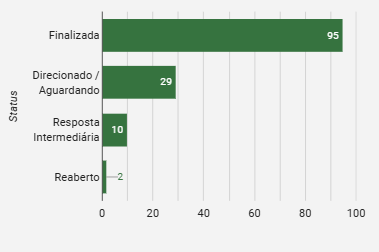 Finalizada
95
Direcionado /
Aguardando
29
Resposta
Intermediária
10
Reaberto
2
Status
0 20 40 60 80 100